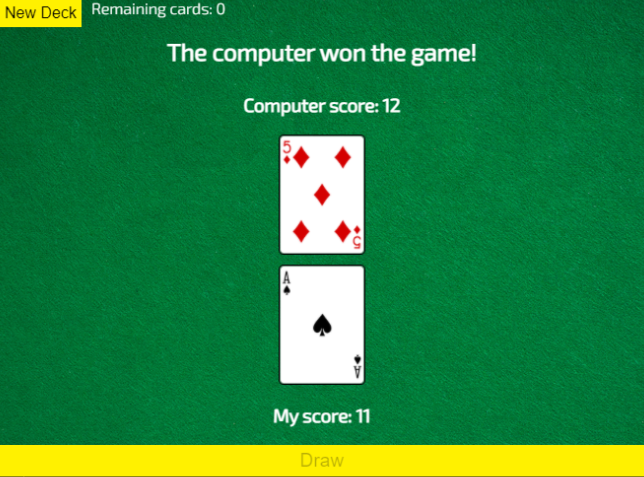 New Deck
Remaining cards: 0
The computer won the game!
Computer score: 12
5
5
A
A
My score: 11
Draw